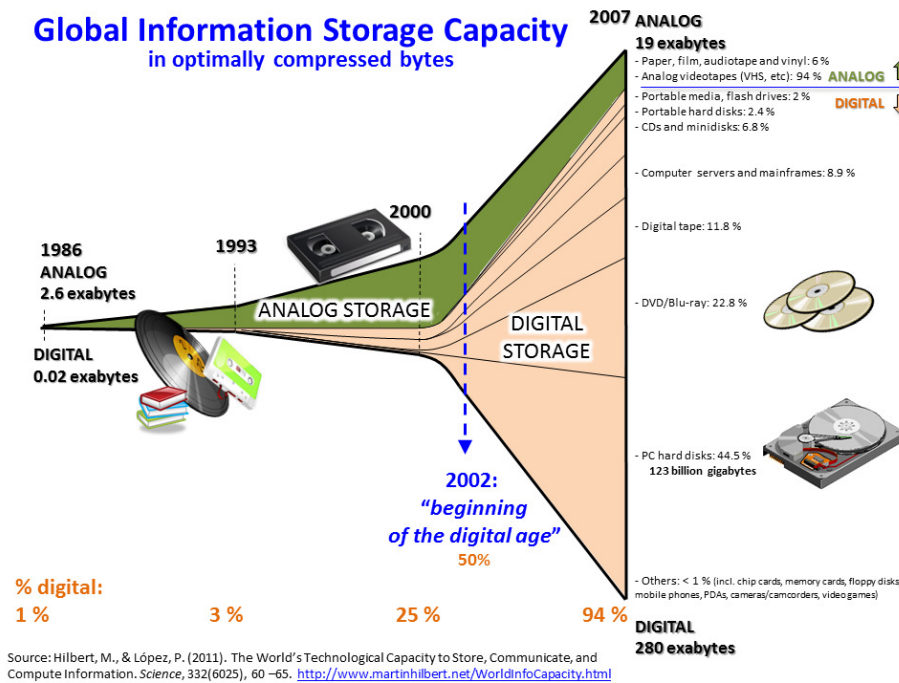 Global Information Storage Capacity
in optimally compressed bytes
2007
ANALOG
19 exabytes
- Paper, film, audiotape and vinyl: 6 %
- Analog videotapes (VHS, etc): 94 %
ANALOG
- Portable media, flash drives: 2 %
DIGITAL
- Portable hard disks: 2.4 %
- CDs and minidisks: 6.8 %
- Computer servers and mainframes: 8.9 %
- Digital tape: 11.8 %
- DVD/Blu-ray: 22.8 %
- PC hard disks: 44.5 %
123 billion gigabytes
- Others: < 1 % (incl. chip cards, memory cards, floppy disks,
mobile phones, PDAs, cameras/camcorders, video games)
DIGITAL
280 exabytes
2000
1993
1986
ANALOG
2.6 exabytes
ANALOG STORAGE
DIGITAL
STORAGE
DIGITAL
0.02 exabytes
2002:
“beginning
of the digital age”
50%
% digital:
1 %
3 %
25 %
94 %
Source: Hilbert, M., & López, P. (2011). The World’s Technological Capacity to Store, Communicate, and
Compute Information. Science, 332(6025), 60 –65. http://www.martinhilbert.net/WorldInfoCapacity.html